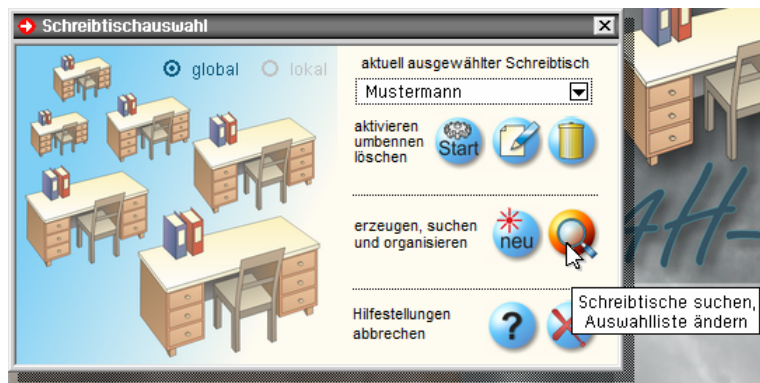 Schreibtischauswahl
global lokal
aktuell ausgewählter Schreibtisch
Mustermann
aktivieren
umbennen
löschen
Start
erzeugen, suchen
und organisieren
neu
Schreibtische suchen,
Auswahlliste ändern
Hilfestellungen
abbrechen
?
AH-